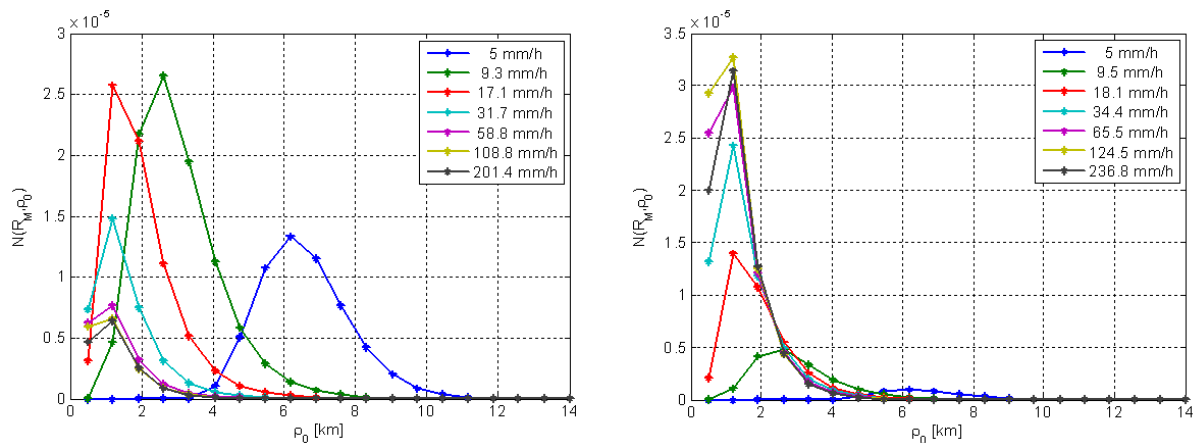 ×10⁻⁵
3
2.5
2
1.5
1
0.5
0
N(R_M,ρ_0)
0 2 4 6 8 10 12 14
ρ_0 [km]
5 mm/h
9.3 mm/h
17.1 mm/h
31.7 mm/h
58.8 mm/h
108.8 mm/h
201.4 mm/h
×10⁻⁵
3.5
3
2.5
2
1.5
1
0.5
0
N(R_M,ρ_0)
0 2 4 6 8 10 12 14
ρ_0 [km]
5 mm/h
9.5 mm/h
18.1 mm/h
34.4 mm/h
65.5 mm/h
124.5 mm/h
236.8 mm/h